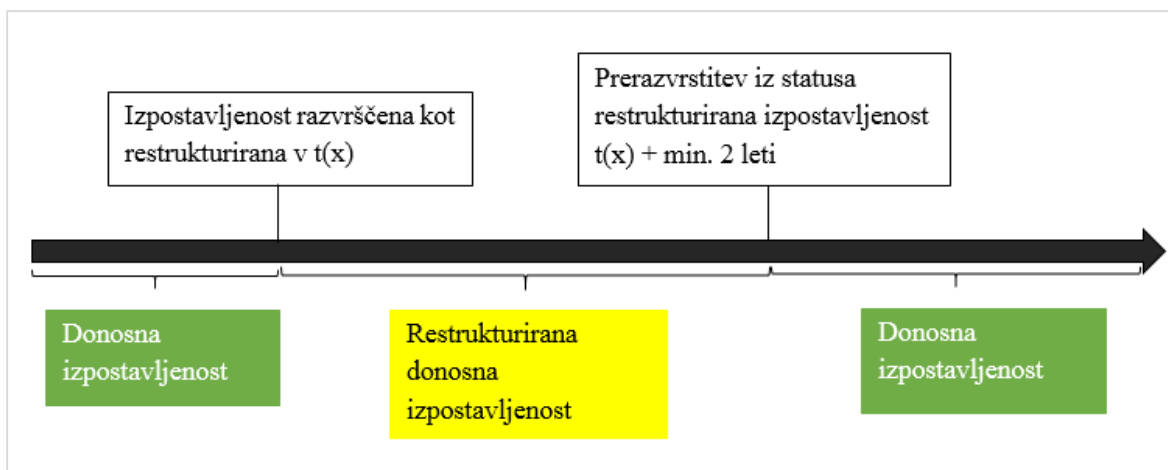 Izpostavljenost razvrščena kot
restrukturirana v t(x)
Prerazvrstitev iz statusa
restrukturirana izpostavljenost
t(x) + min. 2 leti
Donosna
izpostavljenost
Restrukturirana
donosna
izpostavljenost
Donosna
izpostavljenost